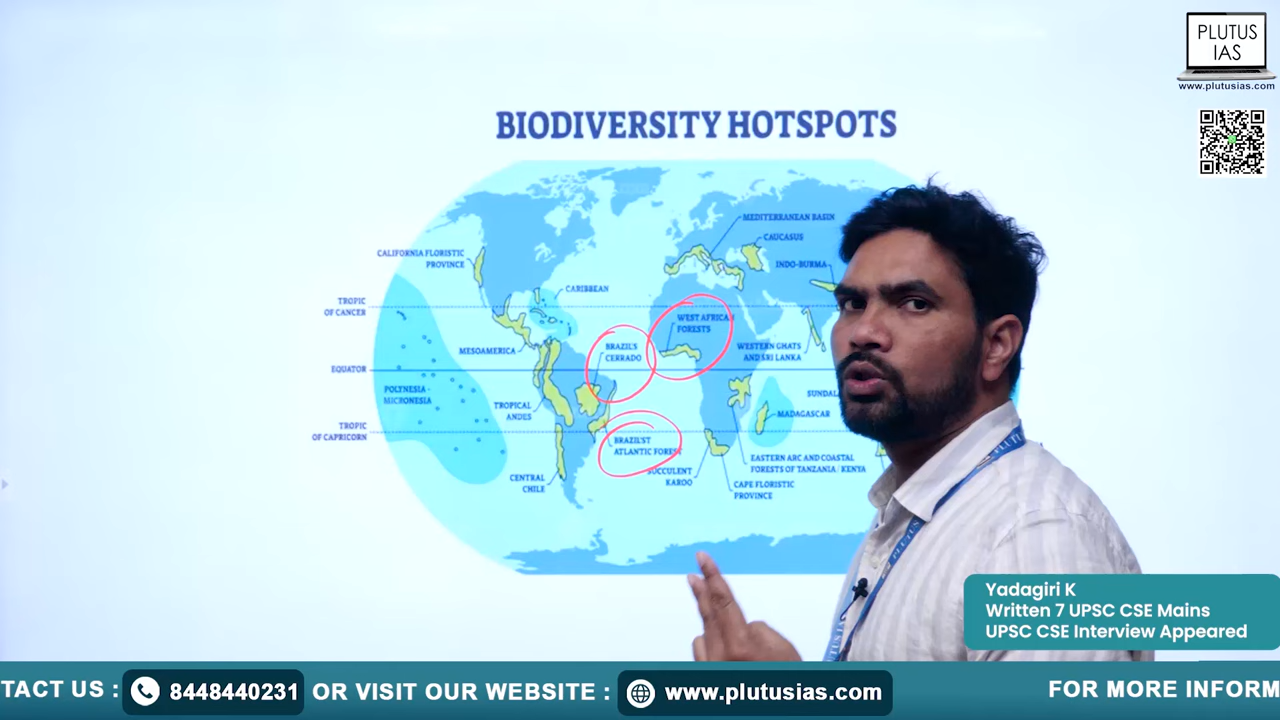 PLUTUS
IAS
www.plutusias.com
BIODIVERSITY HOTSPOTS
MEDITERRANEAN BASIN
CAUCASUS
CALIFORNIA FLORISTIC
PROVINCE
INDO-BURMA
CARIBBEAN
TROPIC
OF CANCER
WEST AFRICAN
FORESTS
MESOAMERICA
BRAZIL'S
CERRADO
WESTERN GHATS
AND SRI LANKA
EQUATOR
POLYNESIA -
MICRONESIA
SUNDAL
TROPICAL
ANDES
MADAGASCAR
TROPIC
OF CAPRICORN
BRAZIL'ST
ATLANTIC FOREST
EASTERN ARC AND COASTAL
FORESTS OF TANZANIA / KENYA
SUCCULENT
KAROO
CENTRAL
CHILE
CAPE FLORISTIC
PROVINCE
PLUTUS
Yadagiri K
Written 7 UPSC CSE Mains
UPSC CSE Interview Appeared
TACT US : 8448440231 OR VISIT OUR WEBSITE : www.plutusias.com FOR MORE INFORM